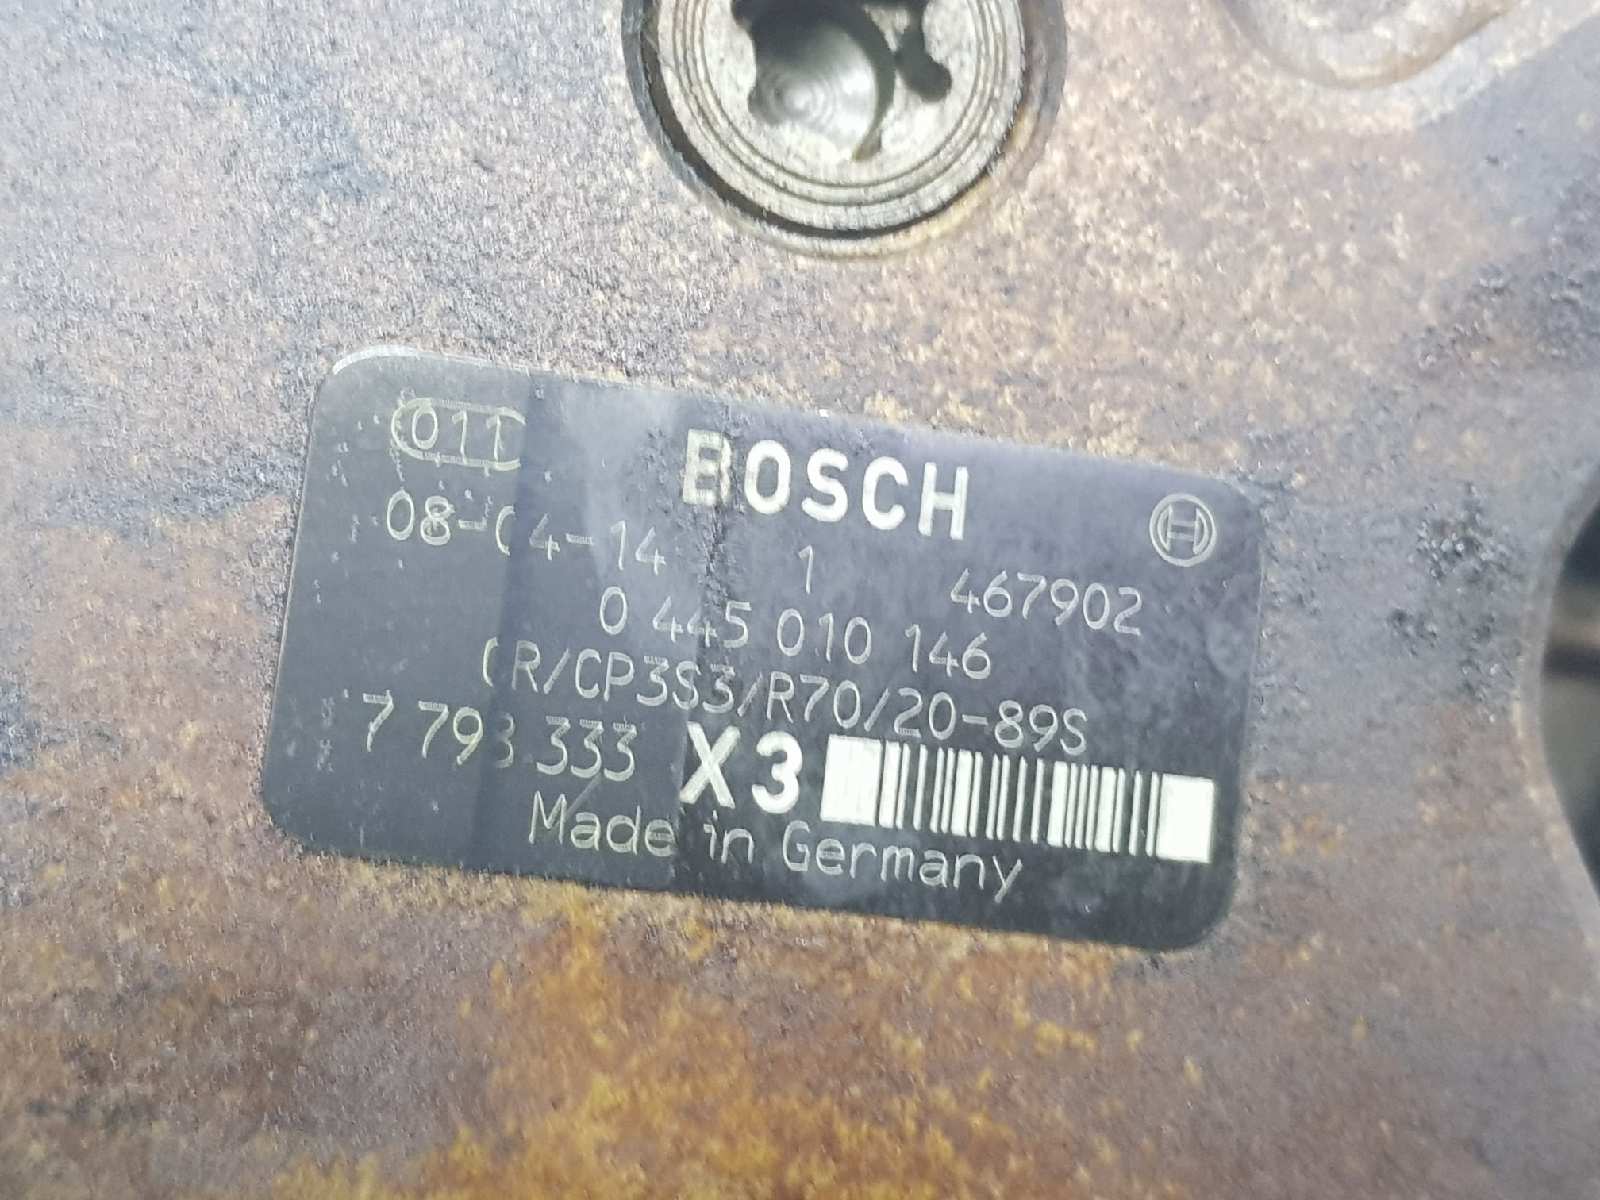 011 BOSCH
08-04-14 1 467902
0 445 010 146
CR/CP3S3/R70/20-89S
7 793 333 X3
Made in Germany